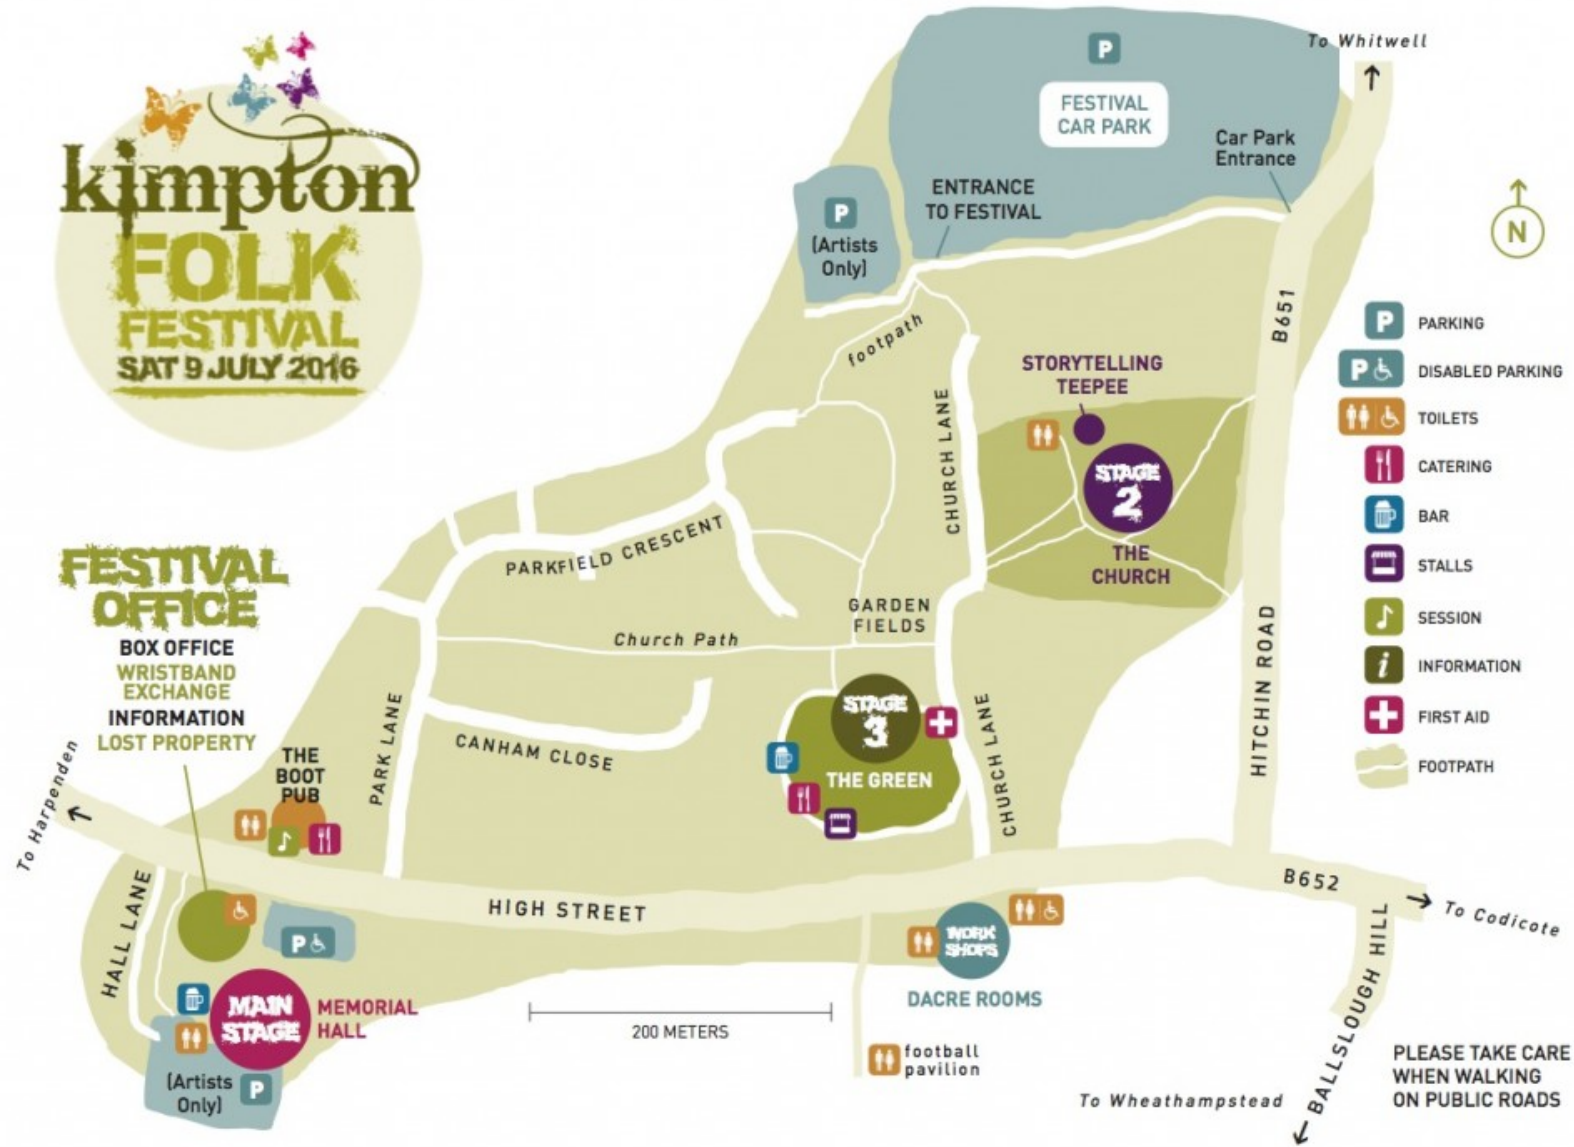 kimpton
FOLK
FESTIVAL
SAT 9 JULY 2016
P
FESTIVAL
CAR PARK
To Whitwell
Car Park
Entrance
ENTRANCE
TO FESTIVAL
P
(Artists
Only)
N
footpath
B651
STORYTELLING
TEEPEE
CHURCH LANE
STAGE
2
THE
CHURCH
P
PARKING
P
DISABLED PARKING
TOILETS
CATERING
BAR
STALLS
SESSION
i
INFORMATION
FIRST AID
FOOTPATH
PARKFIELD CRESCENT
GARDEN
FIELDS
Church Path
HITCHIN ROAD
FESTIVAL
OFFICE
BOX OFFICE
WRISTBAND
EXCHANGE
INFORMATION
LOST PROPERTY
THE
BOOT
PUB
PARK LANE
CANHAM CLOSE
STAGE
3
THE GREEN
CHURCH LANE
To Harpenden
HALL LANE
HIGH STREET
B652
To Codicote
P
WORK
SHOPS
DACRE ROOMS
MAIN
STAGE
MEMORIAL
HALL
200 METERS
football
pavilion
(Artists
Only)
P
BALLSLOUGH HILL
To Wheathampstead
PLEASE TAKE CARE
WHEN WALKING
ON PUBLIC ROADS